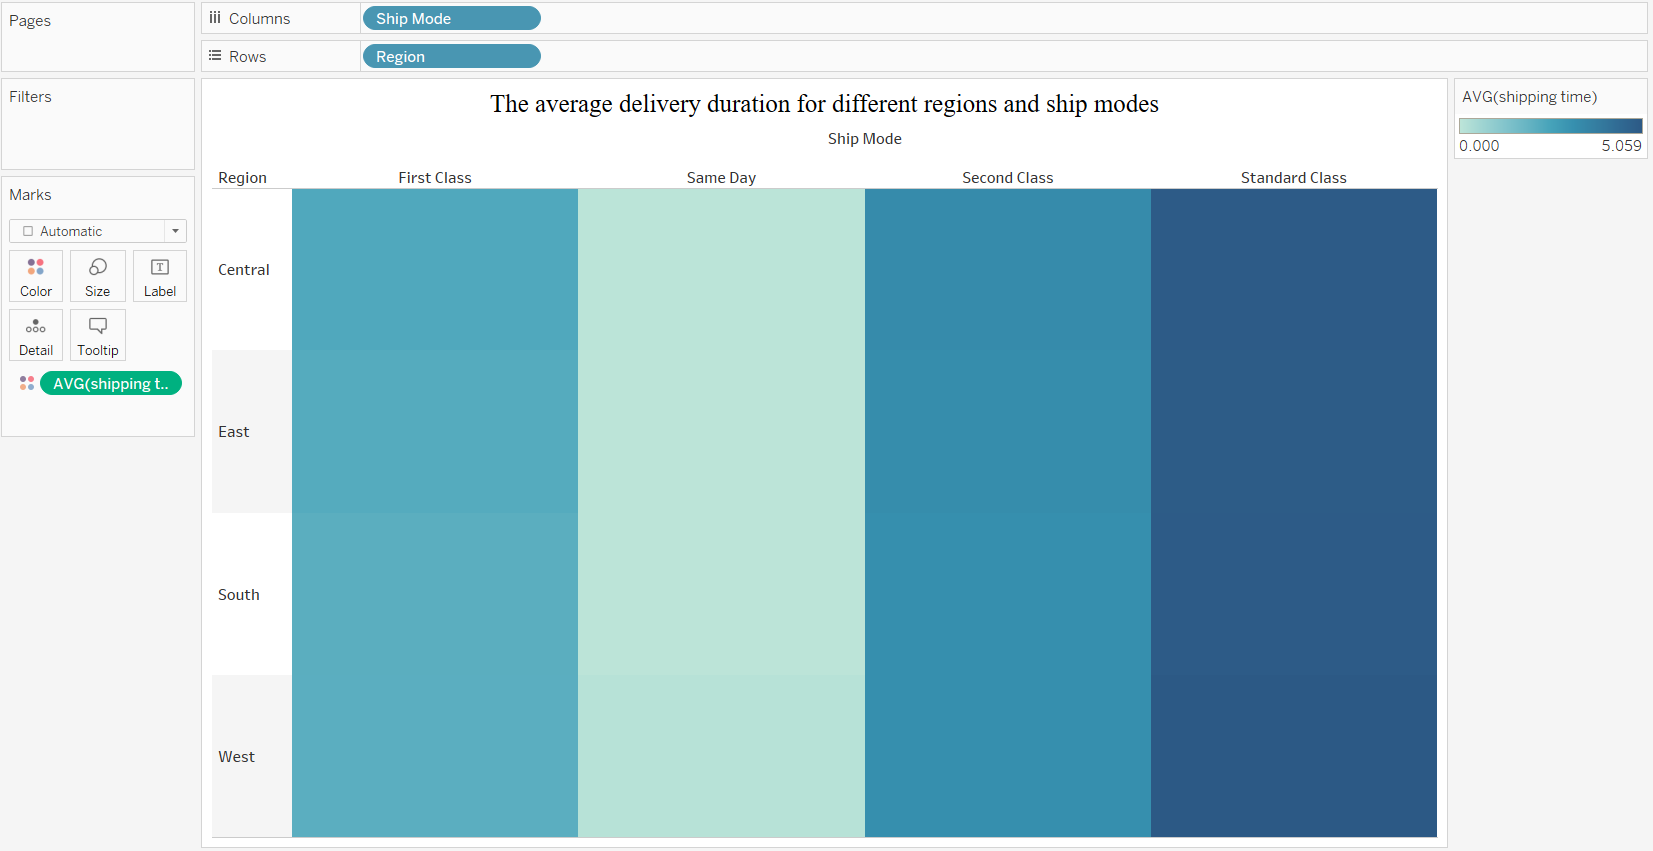 Pages
Columns
Ship Mode
Rows
Region
Filters
Marks
Automatic
Color
Size
Label
Detail
Tooltip
AVG(shipping t..
The average delivery duration for different regions and ship modes
Ship Mode
Region
First Class
Same Day
Second Class
Standard Class
Central
East
South
West
AVG(shipping time)
0.000
5.059